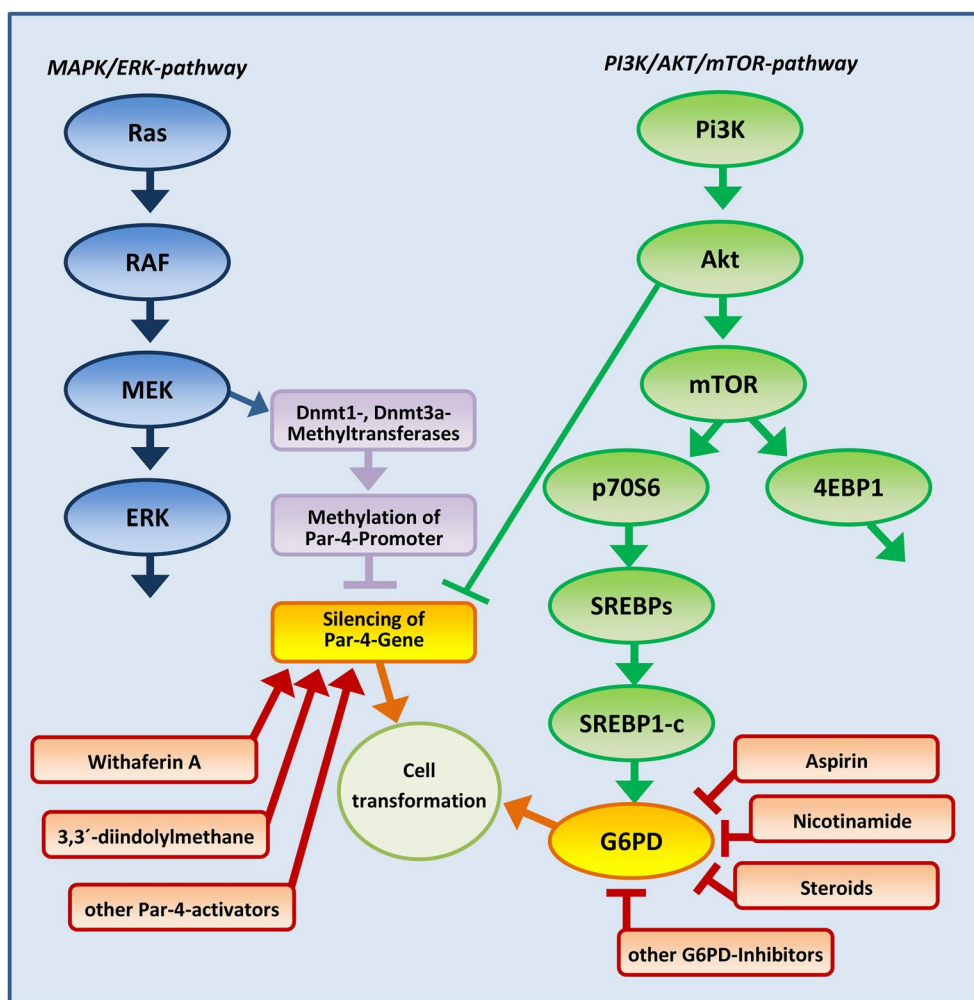 MAPK/ERK-pathway
PI3K/AKT/mTOR-pathway
Ras
Pi3K
RAF
Akt
MEK
mTOR
Dnmt1-, Dnmt3a-
Methyltransferases
p70S6
4EBP1
ERK
Methylation of
Par-4-Promoter
SREBPs
Silencing of
Par-4-Gene
SREBP1-c
Withaferin A
Cell
transformation
Aspirin
3,3´-diindolylmethane
G6PD
Nicotinamide
Steroids
other Par-4-activators
other G6PD-Inhibitors